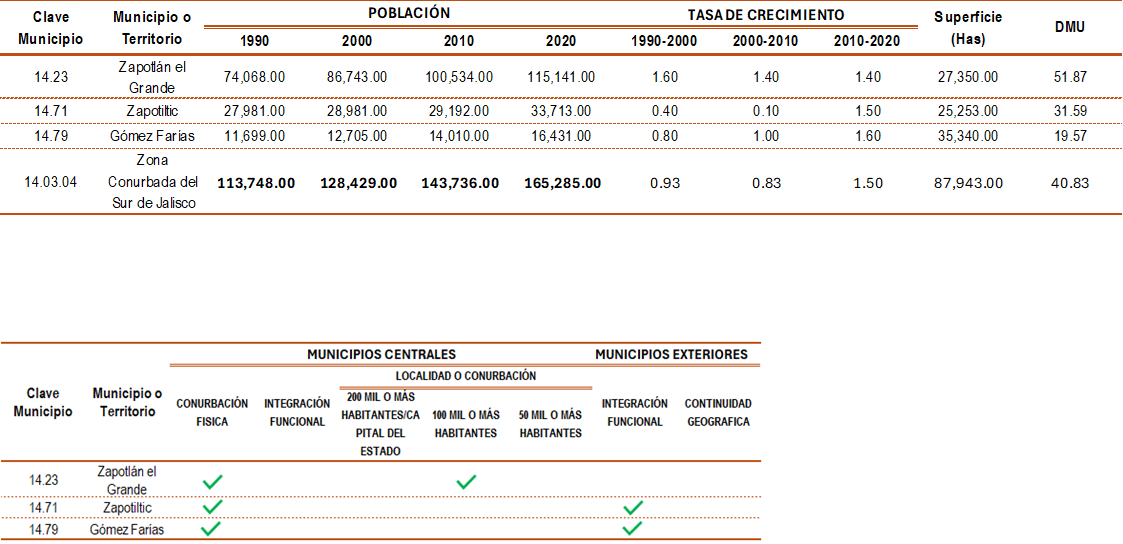 Clave Municipio | Municipio o Territorio | POBLACIÓN | TASA DE CRECIMIENTO | Superficie (Has) | DMU
1990 | 2000 | 2010 | 2020 | 1990-2000 | 2000-2010 | 2010-2020
14.23 | Zapotlán el Grande | 74,068.00 | 86,743.00 | 100,534.00 | 115,141.00 | 1.60 | 1.40 | 1.40 | 27,350.00 | 51.87
14.71 | Zapotiltic | 27,981.00 | 28,981.00 | 29,192.00 | 33,713.00 | 0.40 | 0.10 | 1.50 | 25,253.00 | 31.59
14.79 | Gómez Farías | 11,699.00 | 12,705.00 | 14,010.00 | 16,431.00 | 0.80 | 1.00 | 1.60 | 35,340.00 | 19.57
14.03.04 | Zona Conurbada del Sur de Jalisco | 113,748.00 | 128,429.00 | 143,736.00 | 165,285.00 | 0.93 | 0.83 | 1.50 | 87,943.00 | 40.83
Clave Municipio | Municipio o Territorio | MUNICIPIOS CENTRALES | MUNICIPIOS EXTERIORES
LOCALIDAD O CONURBACIÓN
CONURBACIÓN FISICA | INTEGRACIÓN FUNCIONAL | 200 MIL O MÁS HABITANTES/CA PITAL DEL ESTADO | 100 MIL O MÁS HABITANTES | 50 MIL O MÁS HABITANTES | INTEGRACIÓN FUNCIONAL | CONTINUIDAD GEOGRAFICA
14.23 | Zapotlán el Grande | ✓ | ✓
14.71 | Zapotiltic | ✓ | ✓
14.79 | Gómez Farías | ✓ | ✓